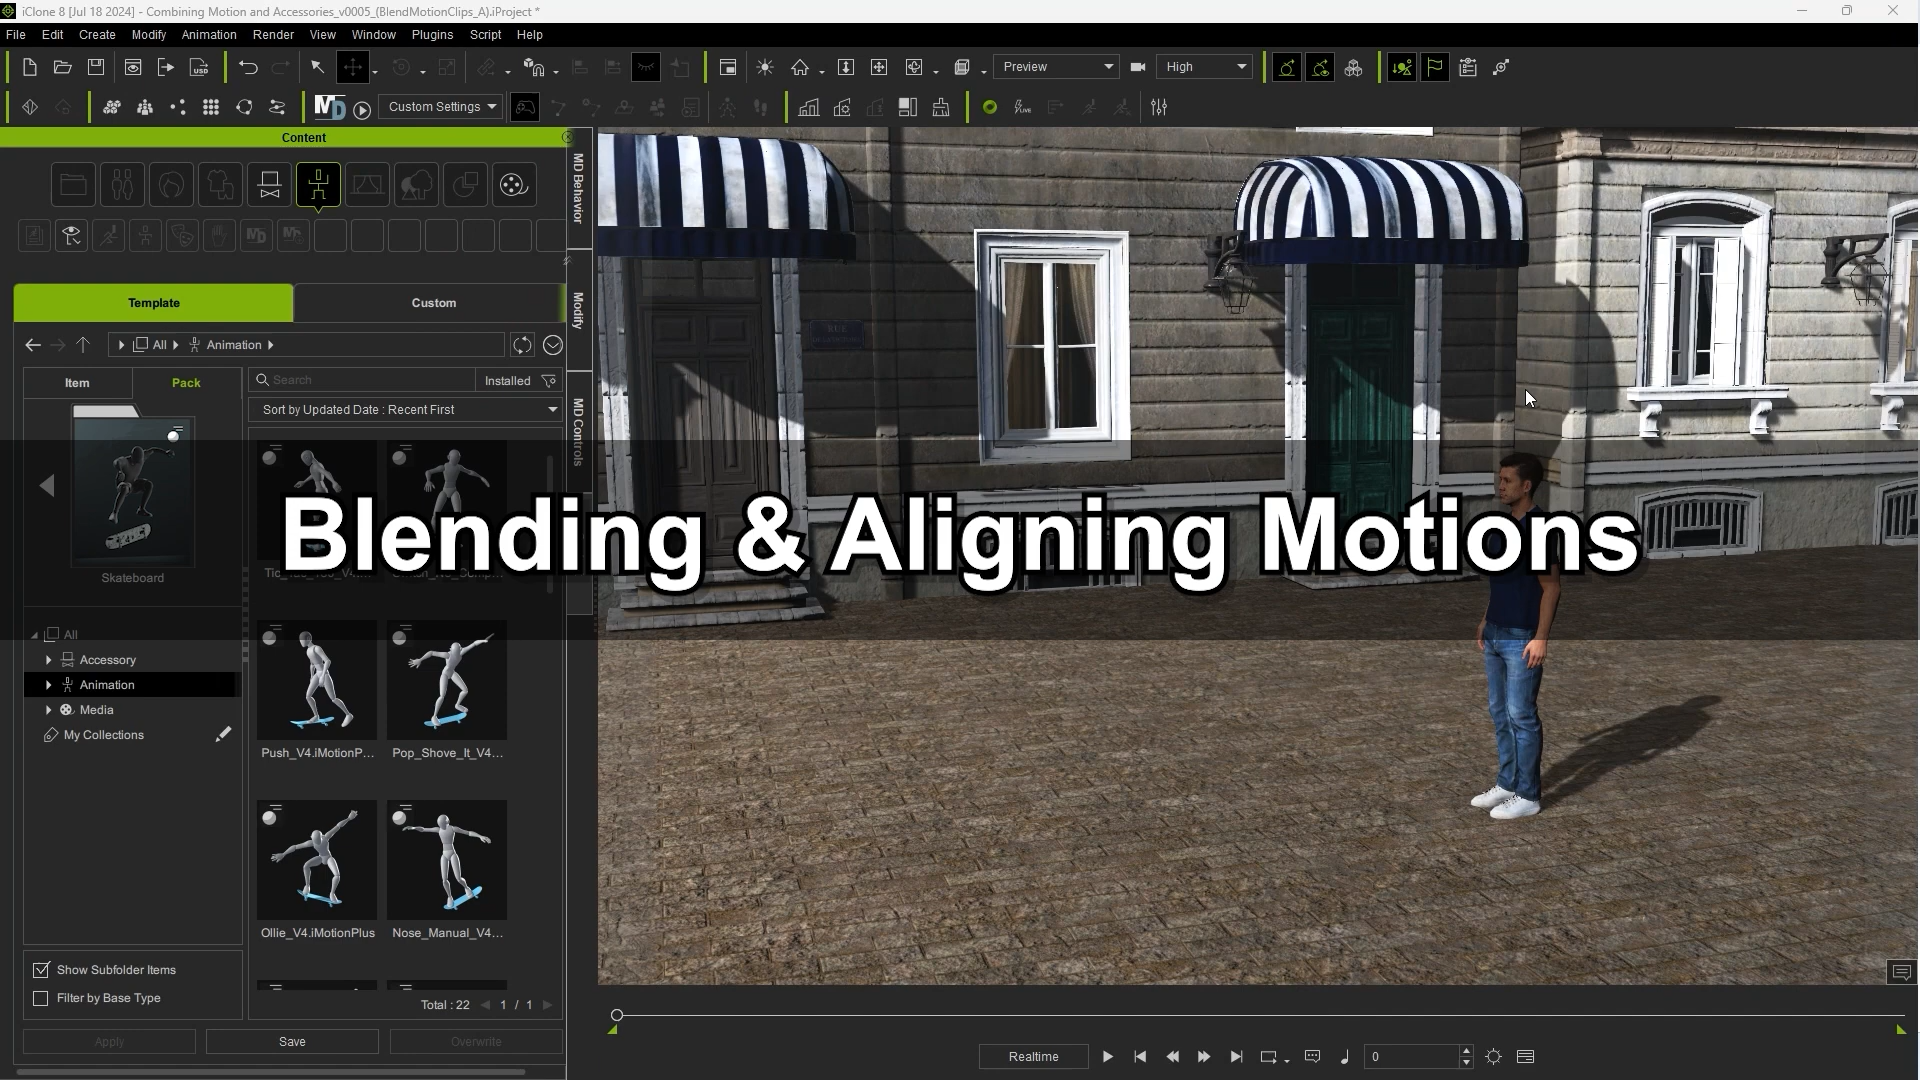 iClone 8 [Jul 18 2024] - Combining Motion and Accessories_v0005_(BlendMotionClips_A).iProject *
File Edit Create Modify Animation Render View Window Plugins Script Help
Preview High
MD Custom Settings
LIVE
Content
MD Behavior
Modify
MD Controls
Template Custom
All Animation
Item Pack
Search Installed
Sort by Updated Date : Recent First
RUE
Skateboard
Blending & Aligning Motions
All
Accessory
Animation
Media
My Collections
Push_V4.iMotionP... Pop_Shove_It_V4...
Ollie_V4.iMotionPlus Nose_Manual_V4...
Show Subfolder Items
Filter by Base Type
Total : 22 1 / 1
Apply Save Overwrite
Realtime 0